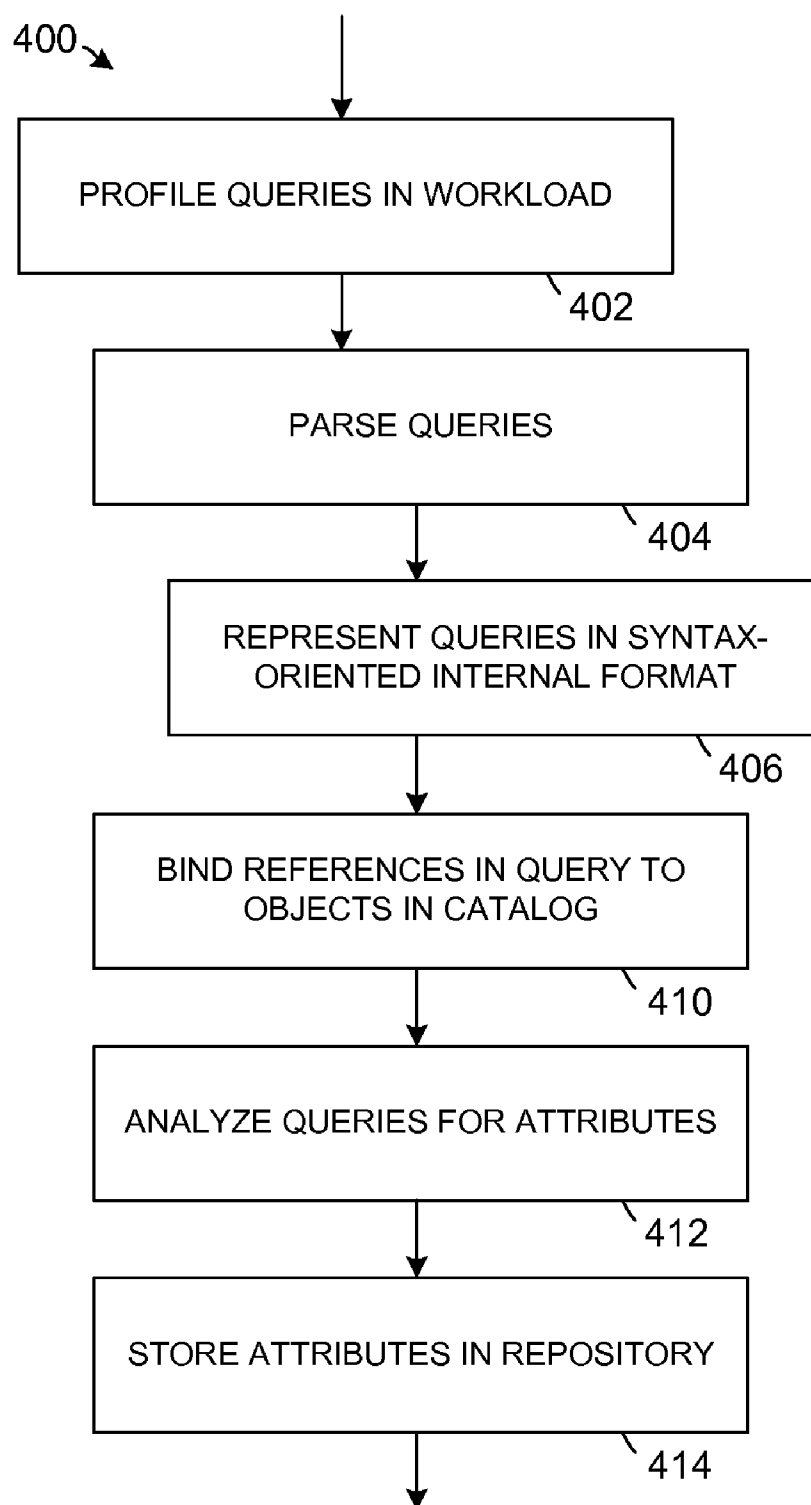 400
PROFILE QUERIES IN WORKLOAD
402
PARSE QUERIES
404
REPRESENT QUERIES IN SYNTAX-
ORIENTED INTERNAL FORMAT
406
BIND REFERENCES IN QUERY TO
OBJECTS IN CATALOG
410
ANALYZE QUERIES FOR ATTRIBUTES
412
STORE ATTRIBUTES IN REPOSITORY
414